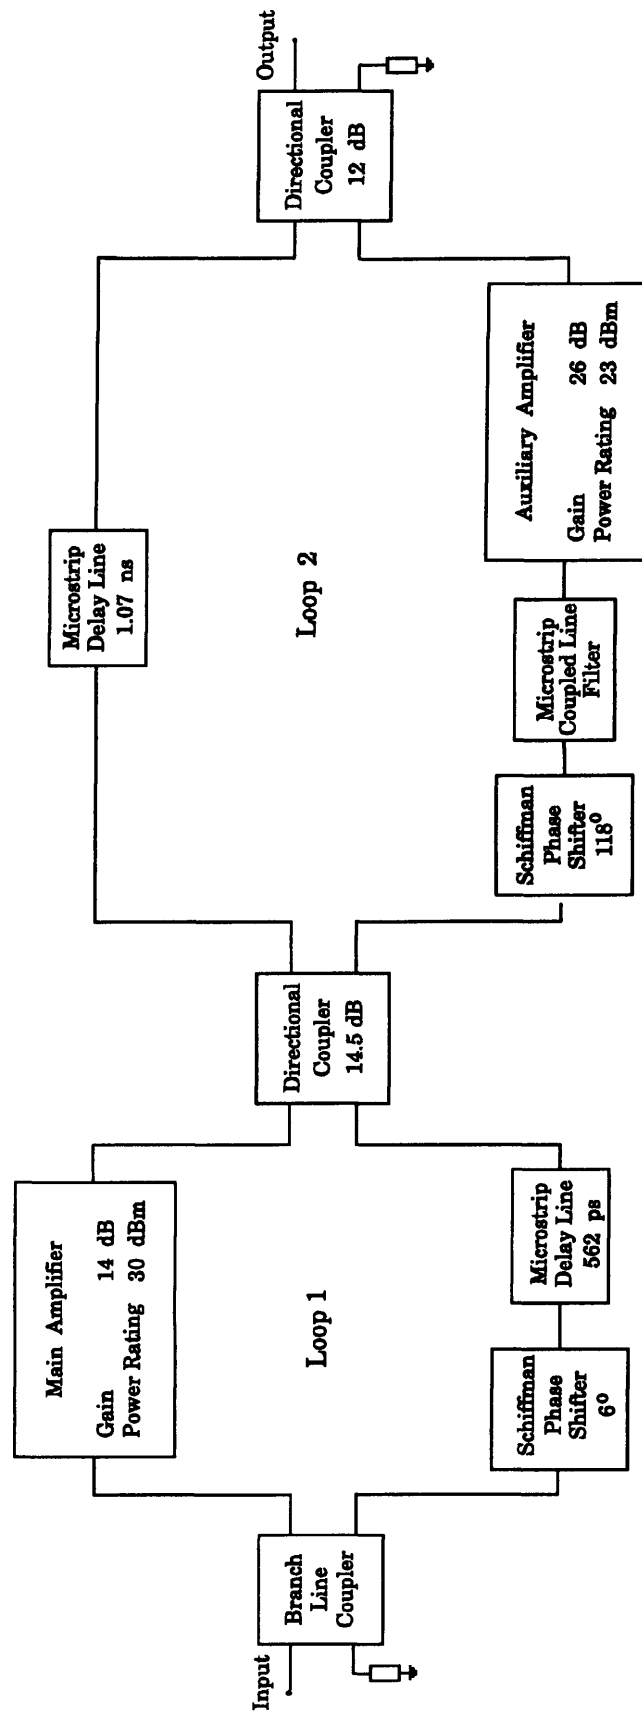 Input
Branch
Line
Coupler
Main Amplifier
Gain 14 dB
Power Rating 30 dBm
Loop 1
Schiffman
Phase
Shifter
6º
Microstrip
Delay Line
562 ps
Directional
Coupler
14.5 dB
Microstrip
Delay Line
1.07 ns
Loop 2
Schiffman
Phase
Shifter
118º
Microstrip
Coupled Line
Filter
Auxiliary Amplifier
Gain 26 dB
Power Rating 23 dBm
Directional
Coupler
12 dB
Output